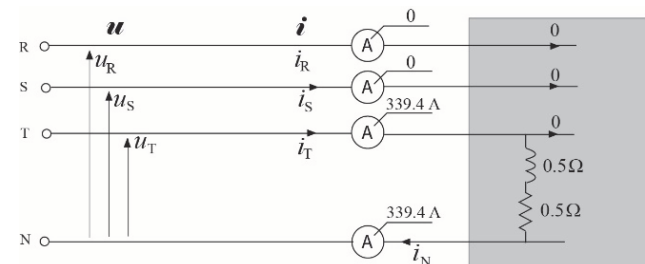 u i 0
R i_R A 0
u_R 0
S u_S i_S A 0
339.4 A
T i_T A 0
u_T
0.5Ω
339.4 A
0.5Ω
N A
i_N